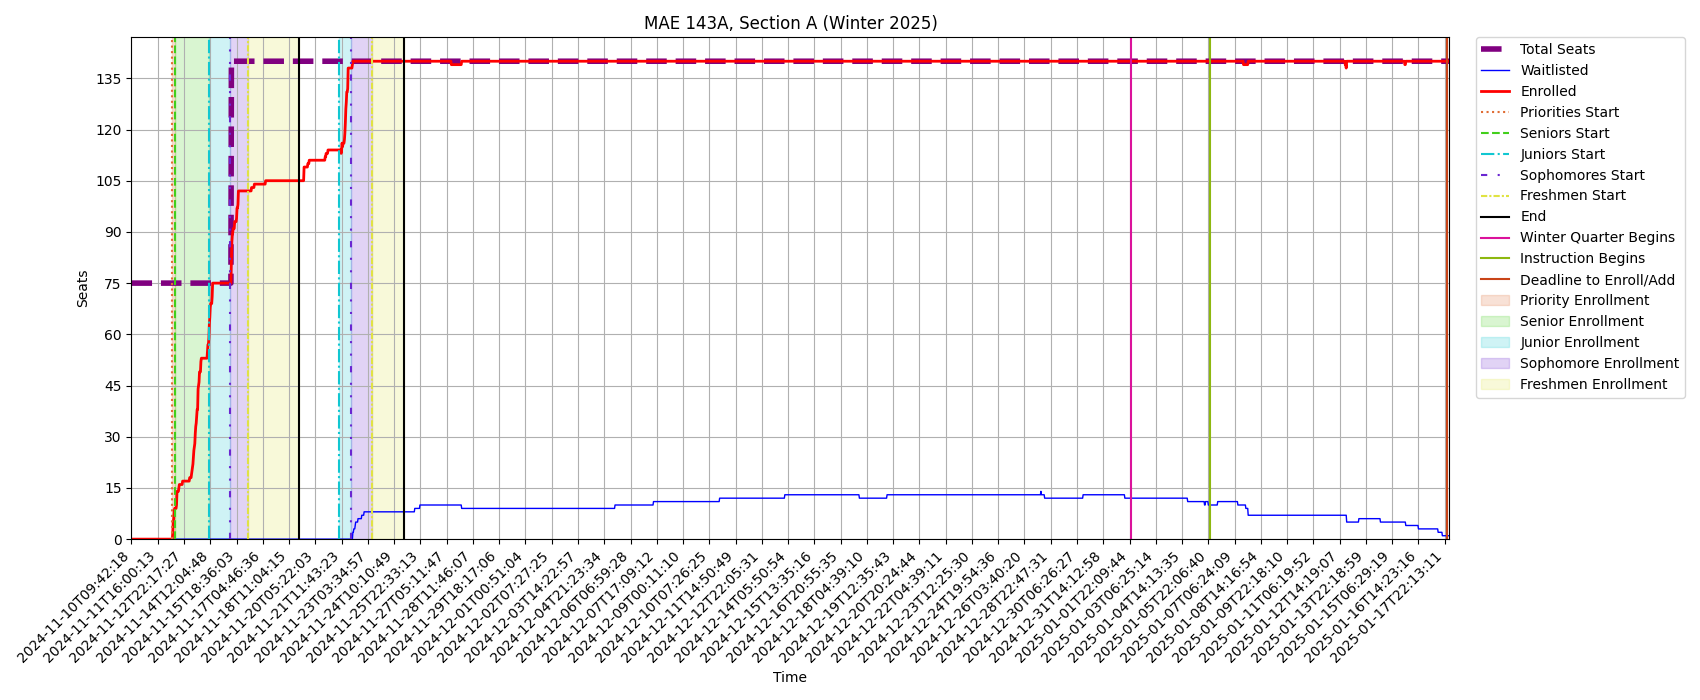 MAE 143A, Section A (Winter 2025)
Seats
135
120
105
90
75
60
45
30
15
0
2024-11-10T09:42:18
2024-11-11T16:00:13
2024-11-12T22:17:27
2024-11-14T12:04:48
2024-11-15T18:36:03
2024-11-17T04:46:36
2024-11-18T11:04:15
2024-11-20T05:22:03
2024-11-21T11:43:23
2024-11-23T03:34:57
2024-11-24T10:10:49
2024-11-25T22:33:13
2024-11-27T05:11:47
2024-11-28T11:46:07
2024-11-29T18:17:06
2024-12-01T00:51:04
2024-12-02T07:27:25
2024-12-03T14:22:57
2024-12-04T21:23:34
2024-12-06T06:59:28
2024-12-07T17:09:12
2024-12-09T00:11:10
2024-12-10T07:26:25
2024-12-11T14:50:49
2024-12-12T22:05:31
2024-12-14T05:50:54
2024-12-15T13:35:16
2024-12-16T20:55:35
2024-12-18T04:39:10
2024-12-19T12:35:43
2024-12-20T20:24:44
2024-12-22T04:39:11
2024-12-23T12:25:30
2024-12-24T19:54:36
2024-12-26T03:40:20
2024-12-28T22:47:31
2024-12-30T06:26:27
2024-12-31T14:12:58
2025-01-01T22:09:44
2025-01-03T06:25:14
2025-01-04T14:13:35
2025-01-05T22:06:40
2025-01-07T06:24:09
2025-01-08T14:16:54
2025-01-09T22:18:10
2025-01-11T06:19:52
2025-01-12T14:19:07
2025-01-13T22:18:59
2025-01-15T06:29:19
2025-01-16T14:23:16
2025-01-17T22:13:11
Time
Total Seats
Waitlisted
Enrolled
Priorities Start
Seniors Start
Juniors Start
Sophomores Start
Freshmen Start
End
Winter Quarter Begins
Instruction Begins
Deadline to Enroll/Add
Priority Enrollment
Senior Enrollment
Junior Enrollment
Sophomore Enrollment
Freshmen Enrollment